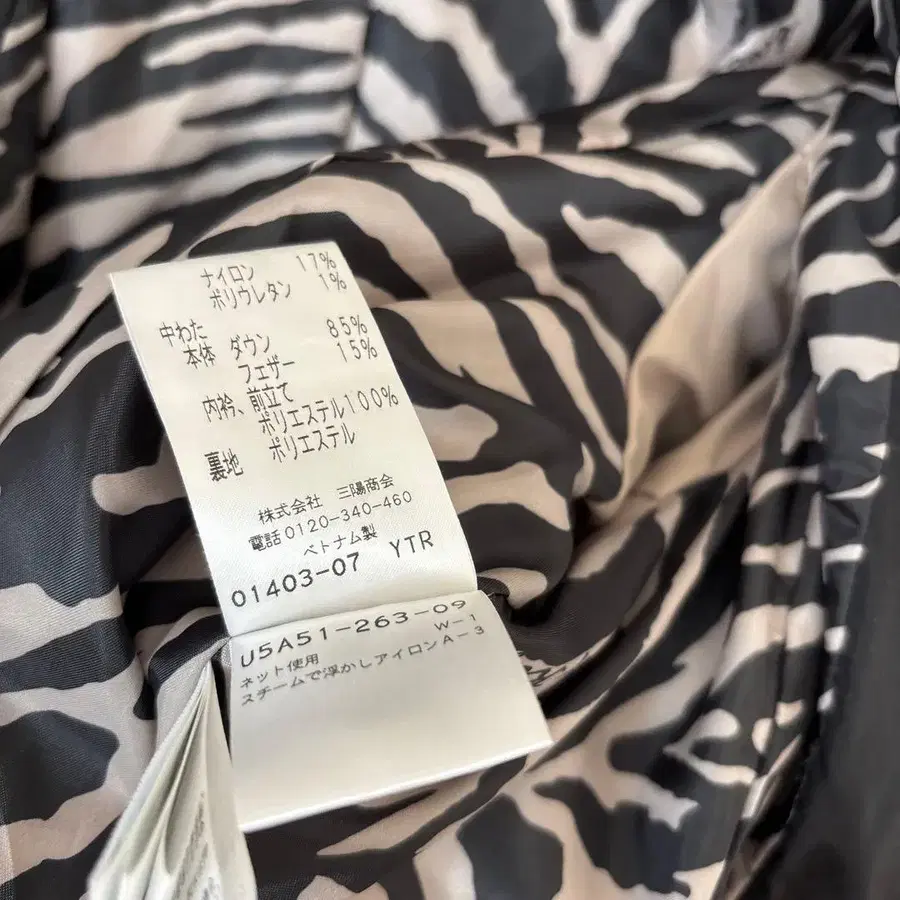 ナイロン 17%
ポリウレタン 1%
中わた
本体 ダウン 85%
フェザー 15%
内衿、前立て
ポリエステル100%
裏地 ポリエステル
株式会社 三陽商会
電話0120-340-460
ベトナム製
01403-07 YTR
U5A51-263-09
W-1
ネット使用
スチームで浮かしアイロンA-3